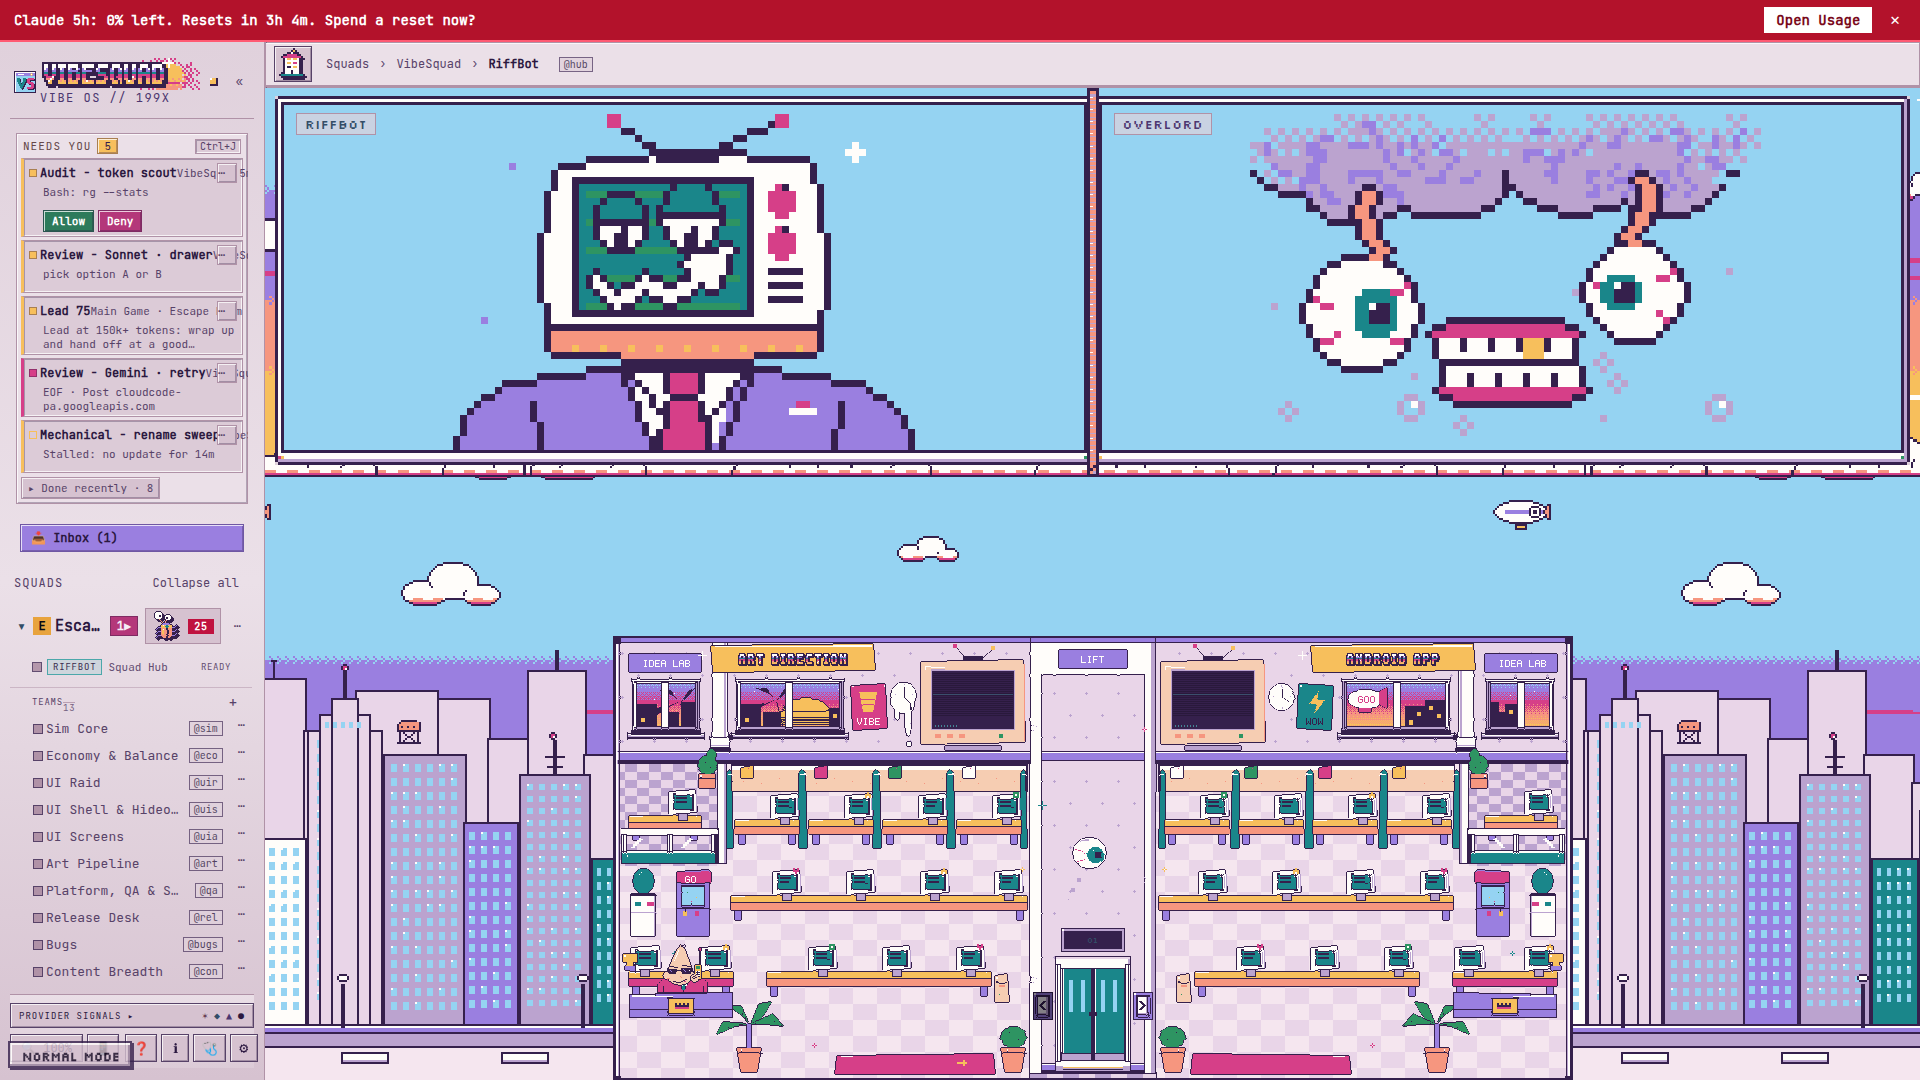 Claude 5h: 0% left. Resets in 3h 4m. Spend a reset now?
Open Usage
×
VS
VIBESQUAD
«
VIBE OS // 199X
Squads › VibeSquad › RiffBot @hub
RIFFBOT
OVERLORD
NEEDS YOU 5 Ctrl+J
Audit - token scout
Bash: rg --stats
Allow Deny
Review - Sonnet · drawer
pick option A or B
Lead 75 Main Game · Escape
Lead at 150k+ tokens: wrap up
and hand off at a good…
Review - Gemini · retry
EOF · Post cloudcode-
pa.googleapis.com
Mechanical - rename sweep
Stalled: no update for 14m
▸ Done recently · 8
Inbox (1)
SQUADS Collapse all
▼ E Esca… 1▶ 25 …
RIFFBOT Squad Hub READY
TEAMS 13 +
Sim Core @sim …
Economy & Balance @eco …
UI Raid @uir …
UI Shell & Hideo… @uis …
UI Screens @uia …
Art Pipeline @art …
Platform, QA & S… @qa …
Release Desk @rel …
Bugs @bugs …
Content Breadth @con …
PROVIDER SIGNALS ▸
NORMAL MODE
IDEA LAB
ART DIRECTION
VIBE
LIFT
ANDROID APP
IDEA LAB
WOW
GOO
GO
01